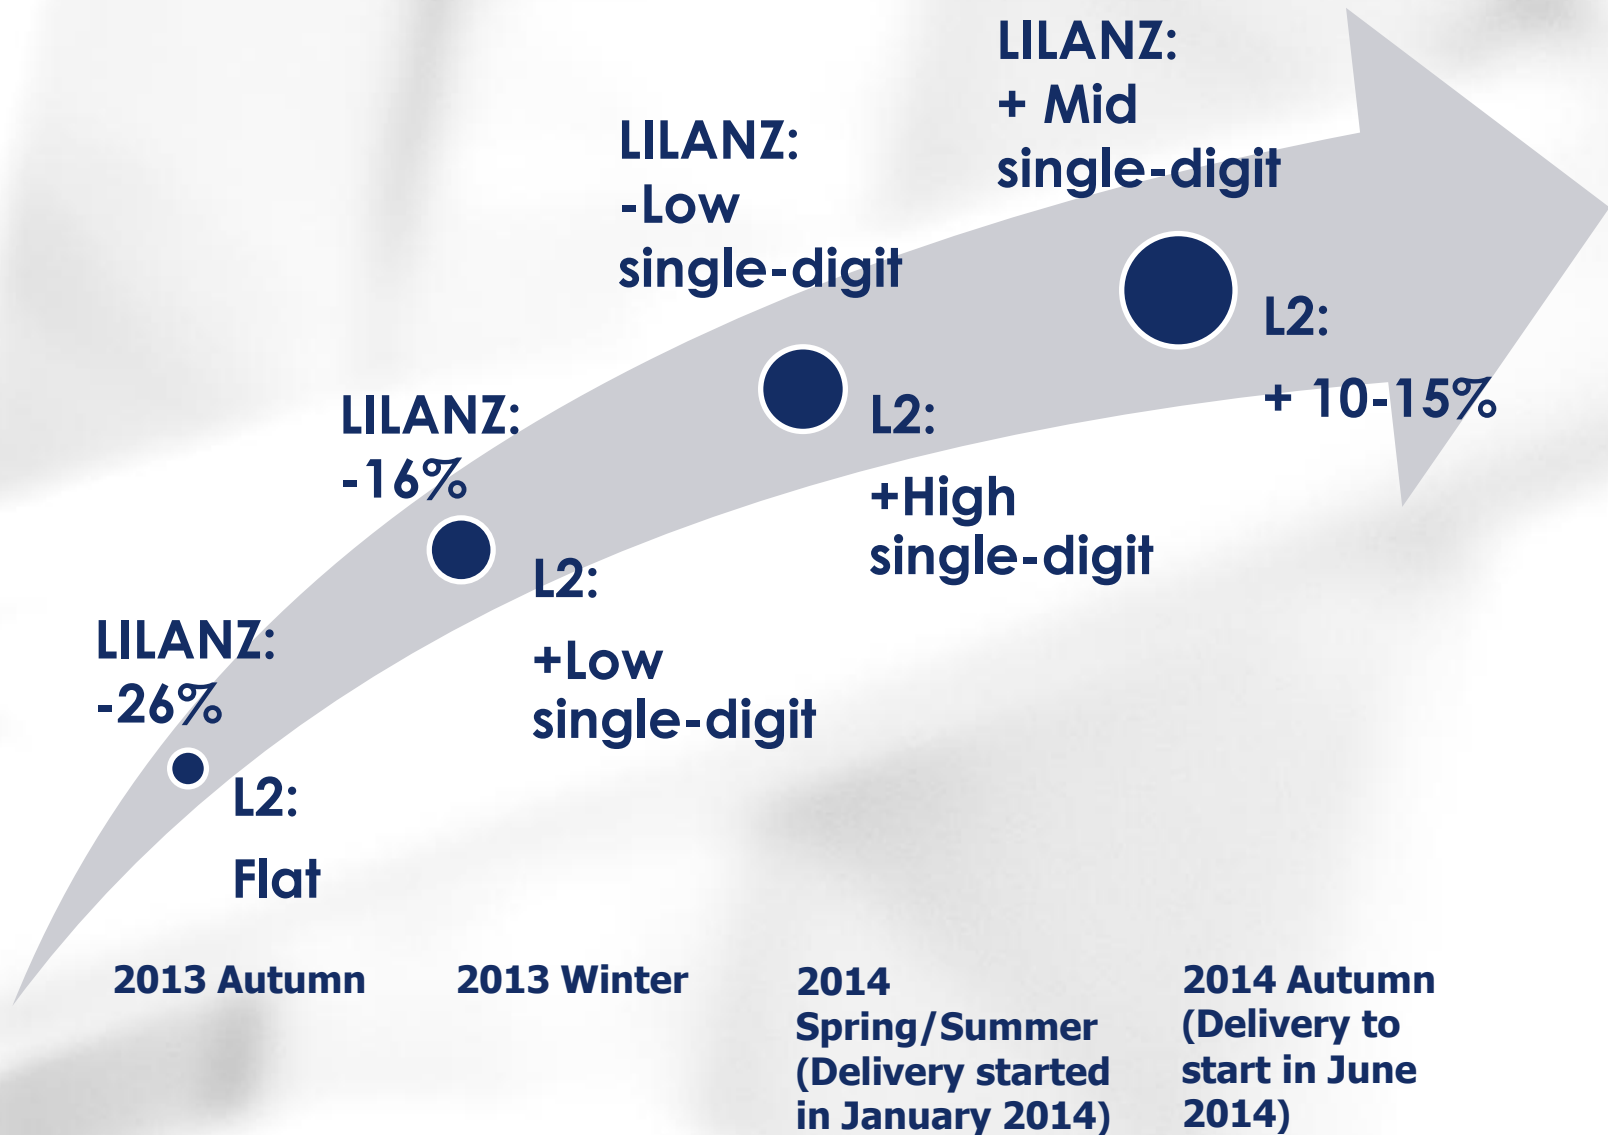 LILANZ:
+ Mid
single-digit
LILANZ:
-Low
single-digit
L2:
+ 10-15%
LILANZ:
-16%
L2:
+High
single-digit
L2:
+Low
single-digit
LILANZ:
-26%
L2:
Flat
2013 Autumn
2013 Winter
2014
Spring/Summer
(Delivery started
in January 2014)
2014 Autumn
(Delivery to
start in June
2014)